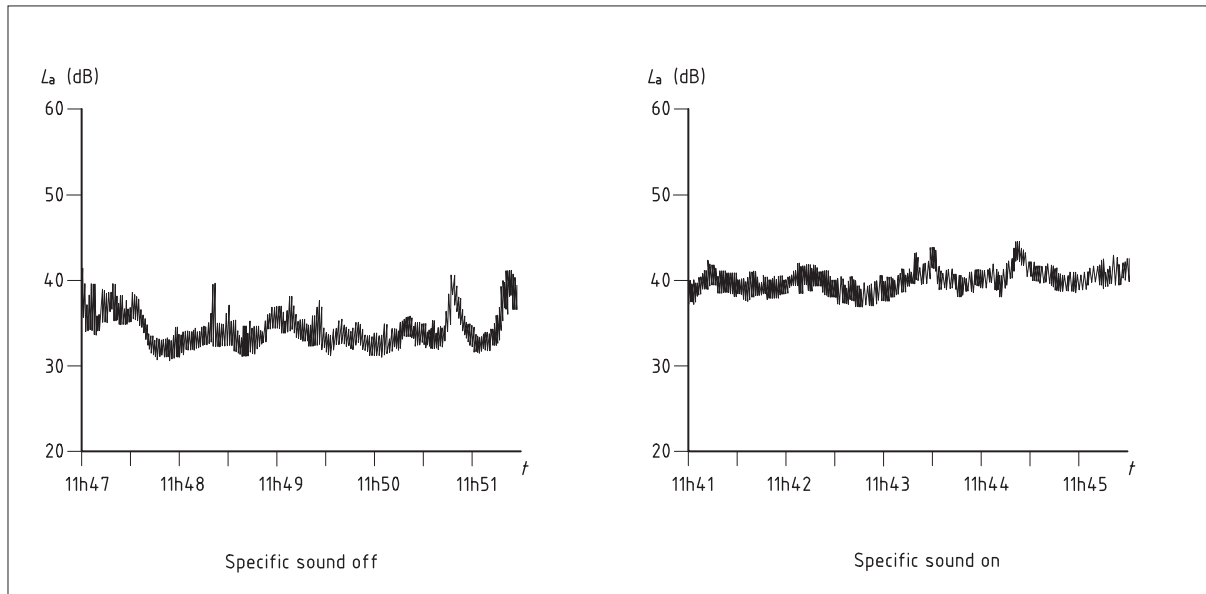 La (dB)
60
50
40
30
20
11h47 11h48 11h49 11h50 11h51
t
Specific sound off
La (dB)
60
50
40
30
20
11h41 11h42 11h43 11h44 11h45
t
Specific sound on